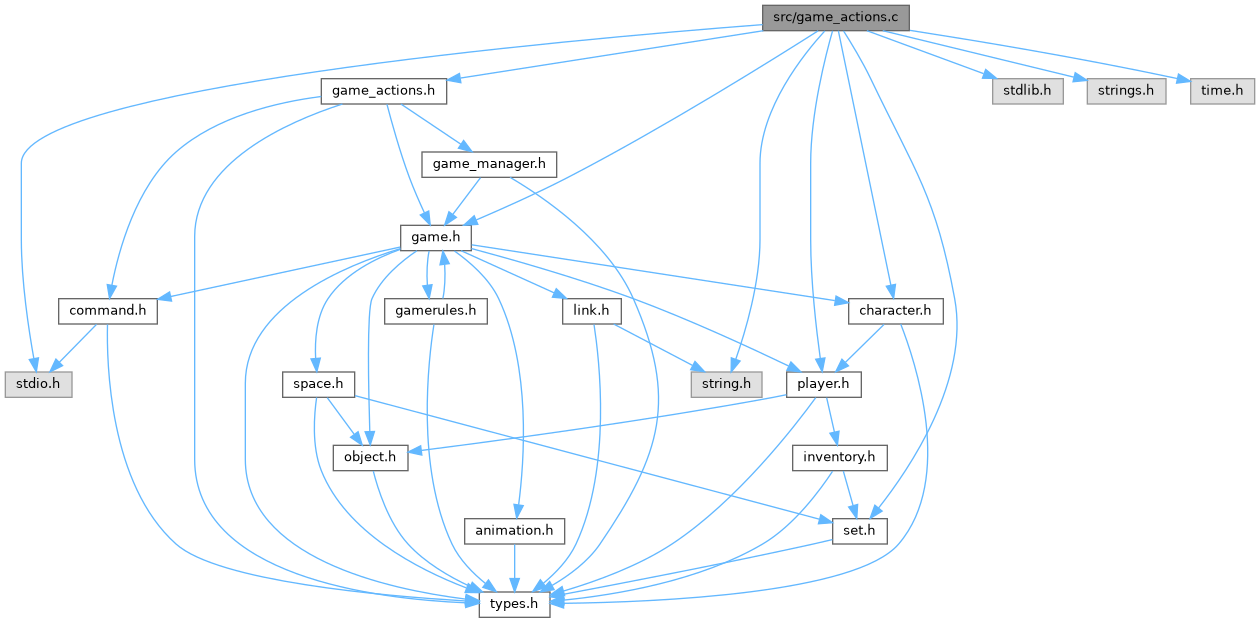 src/game_actions.c
game_actions.h
stdlib.h
strings.h
time.h
game_manager.h
game.h
command.h
gamerules.h
link.h
character.h
stdio.h
space.h
string.h
player.h
object.h
inventory.h
animation.h
set.h
types.h